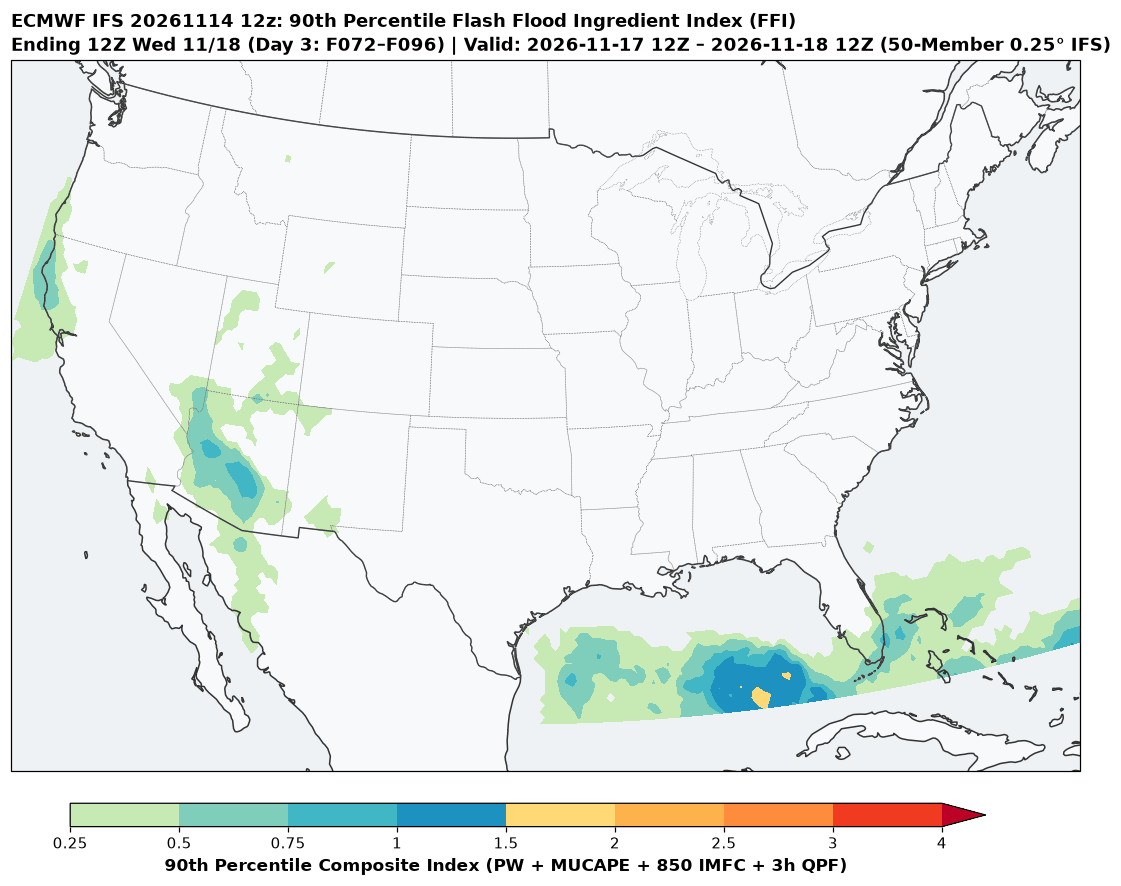 ECMWF IFS 20261114 12z: 90th Percentile Flash Flood Ingredient Index (FFI)
Ending 12Z Wed 11/18 (Day 3: F072–F096) | Valid: 2026-11-17 12Z – 2026-11-18 12Z (50-Member 0.25° IFS)
0.25 0.5 0.75 1 1.5 2 2.5 3 4
90th Percentile Composite Index (PW + MUCAPE + 850 IMFC + 3h QPF)